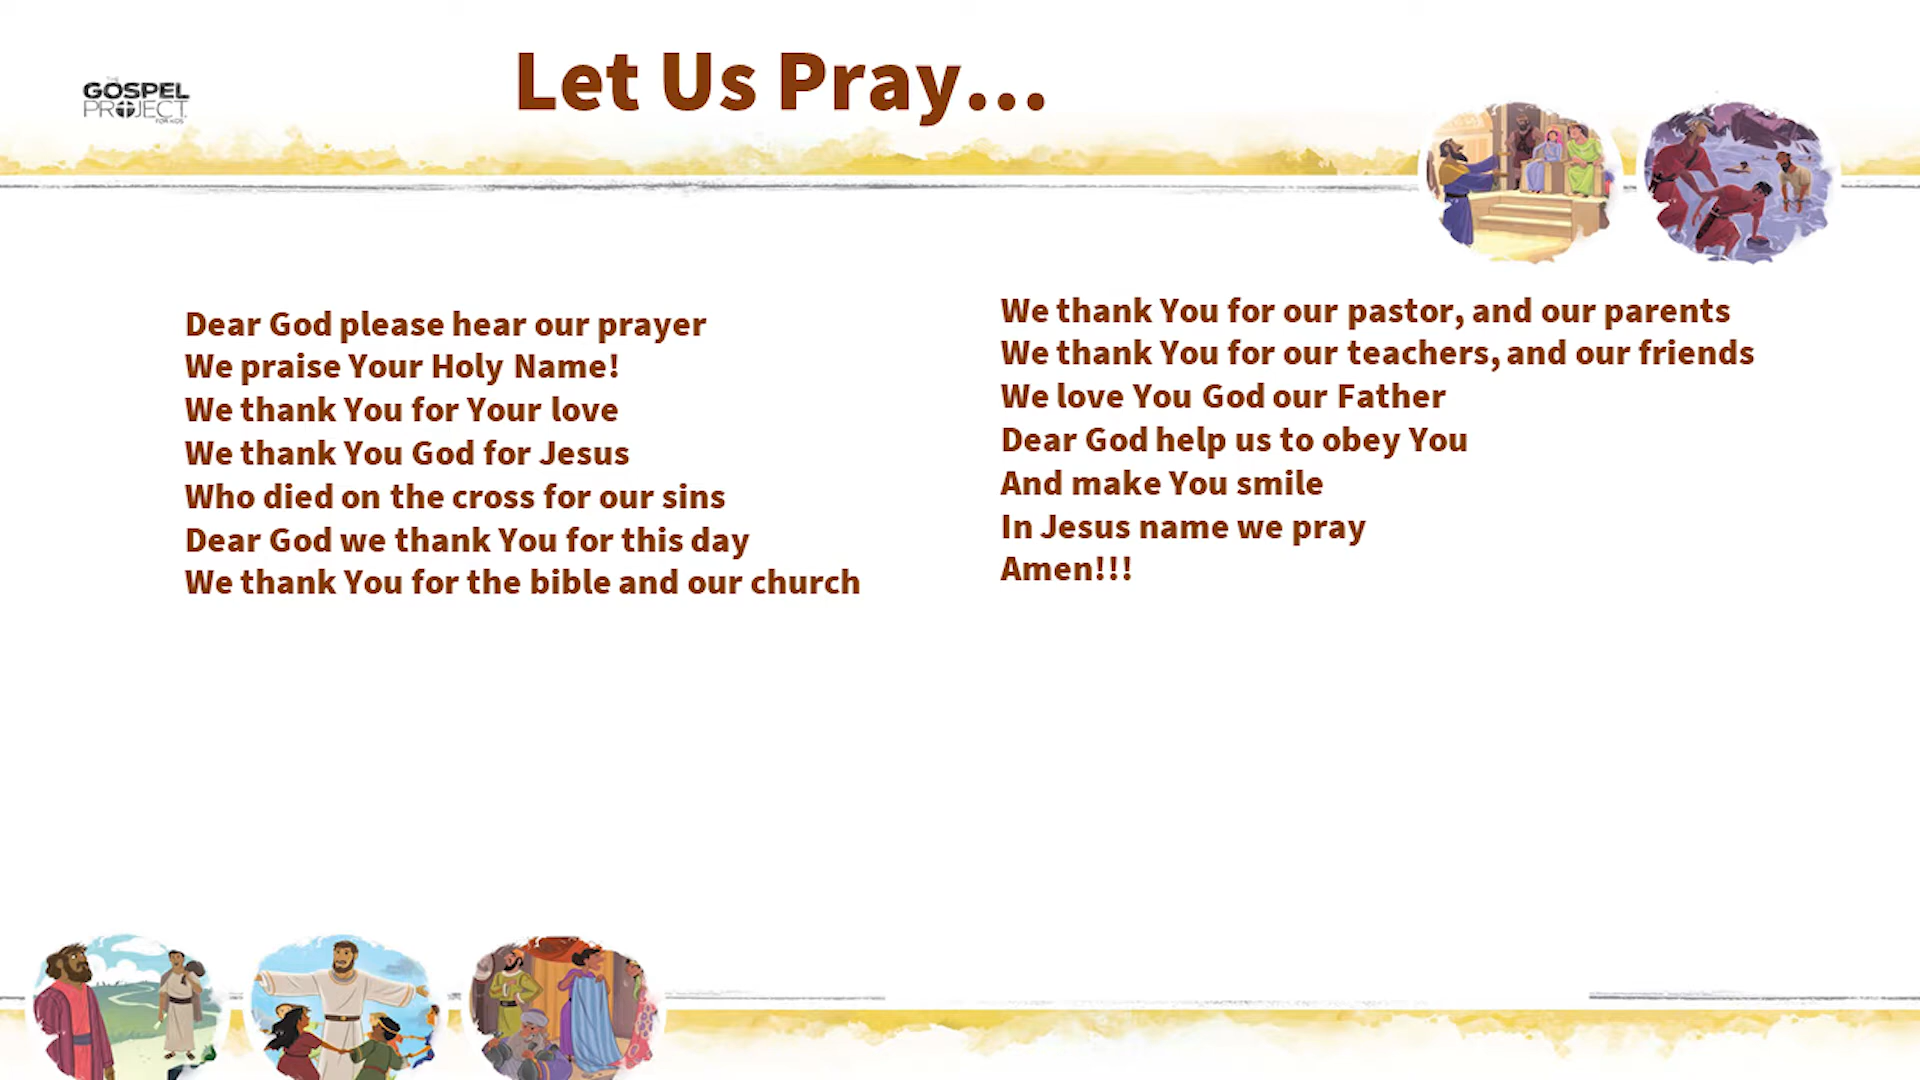 Let Us Pray...
THE
GOSPEL
PROJECT
FOR KIDS
Dear God please hear our prayer
We praise Your Holy Name!
We thank You for Your love
We thank You God for Jesus
Who died on the cross for our sins
Dear God we thank You for this day
We thank You for the bible and our church
We thank You for our pastor, and our parents
We thank You for our teachers, and our friends
We love You God our Father
Dear God help us to obey You
And make You smile
In Jesus name we pray
Amen!!!